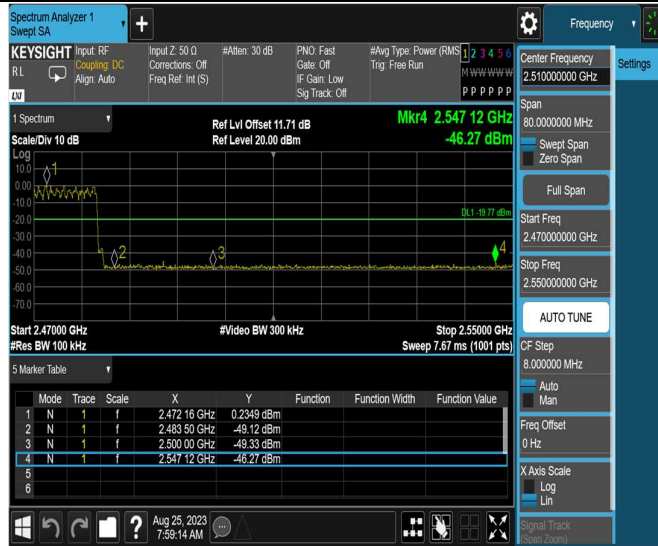 Spectrum Analyzer 1
Swept SA
Frequency
KEYSIGHT
RL
LXI
Input: RF
Coupling: DC
Align: Auto
Input Z: 50 Ω
Corrections: Off
Freq Ref: Int (S)
#Atten: 30 dB
PNO: Fast
Gate: Off
IF Gain: Low
Sig Track: Off
#Avg Type: Power (RMS
Trig: Free Run
1 2 3 4 5 6
M W W W W W
P P P P P P
1 Spectrum
Scale/Div 10 dB
Ref Lvl Offset 11.71 dB
Ref Level 20.00 dBm
Mkr4 2.547 12 GHz
-46.27 dBm
Log
10.0
0.00
-10.0
-20.0
-30.0
-40.0
-50.0
-60.0
-70.0
1
2
3
4
DL1 -19.77 dBm
Start 2.47000 GHz
#Res BW 100 kHz
#Video BW 300 kHz
Stop 2.55000 GHz
Sweep 7.67 ms (1001 pts)
5 Marker Table
Mode Trace Scale X Y Function Function Width Function Value
1 N 1 f 2.472 16 GHz 0.2349 dBm
2 N 1 f 2.483 50 GHz -49.12 dBm
3 N 1 f 2.500 00 GHz -49.33 dBm
4 N 1 f 2.547 12 GHz -46.27 dBm
5
6
Aug 25, 2023
7:59:14 AM
Settings
Center Frequency
2.510000000 GHz
Span
80.0000000 MHz
Swept Span
Zero Span
Full Span
Start Freq
2.470000000 GHz
Stop Freq
2.550000000 GHz
AUTO TUNE
CF Step
8.000000 MHz
Auto
Man
Freq Offset
0 Hz
X Axis Scale
Log
Lin
Signal Track
(Span Zoom)